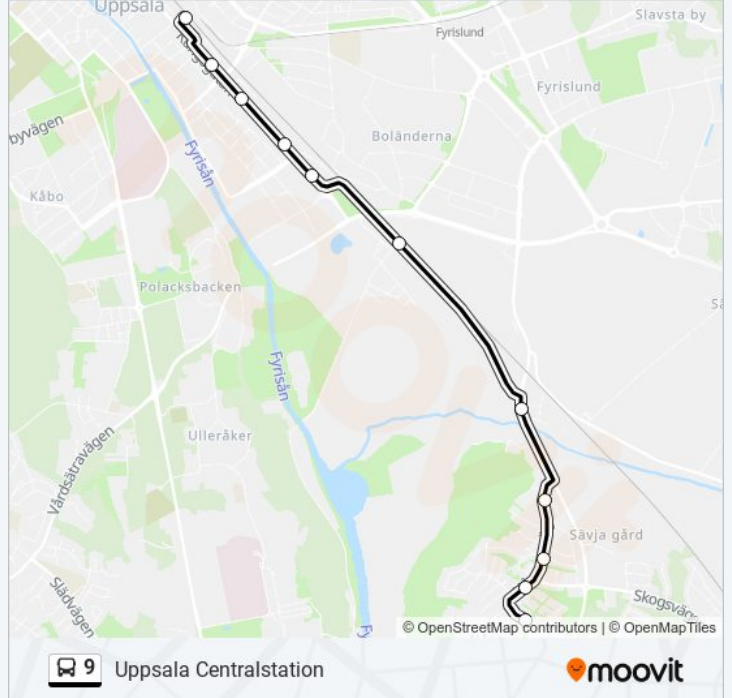 Uppsala
Slavsta by
Fyrislund
Fyrislund
Boländerna
byvägen
Fyrisån
Kåbo
Polacksbacken
Fyrisån
Ulleråker
Vårdsätravägen
Sävja gård
Slädvägen
Skogsväg
Fy
© OpenStreetMap contributors | © OpenMapTiles
9 Uppsala Centralstation
moovit